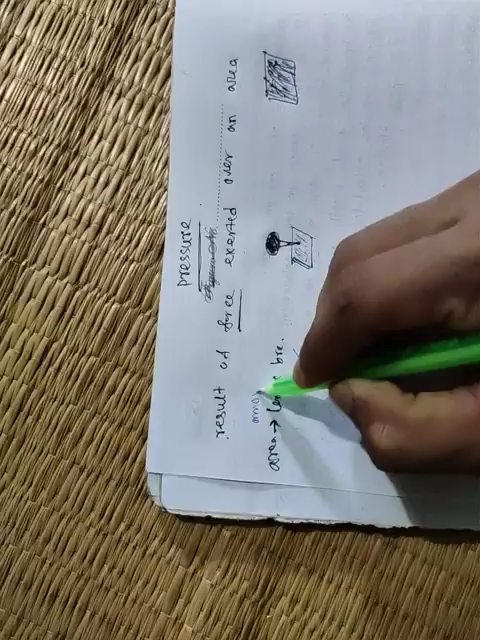 pressure
result of force exerted over an area
area → bre.